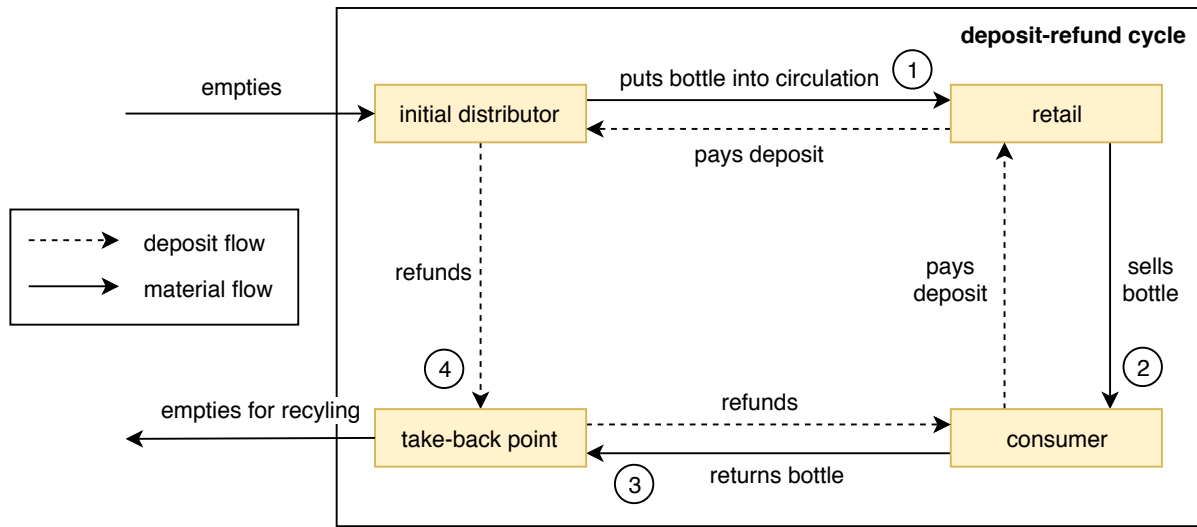 deposit-refund cycle
empties
puts bottle into circulation
1
initial distributor
retail
pays deposit
deposit flow
material flow
refunds
pays
deposit
sells
bottle
4
2
empties for recyling
refunds
take-back point
consumer
returns bottle
3